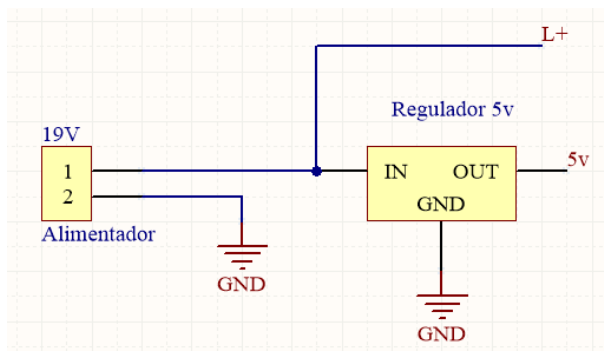 L+
Regulador 5v
19V
1
2
Alimentador
GND
IN OUT
GND
5v
GND